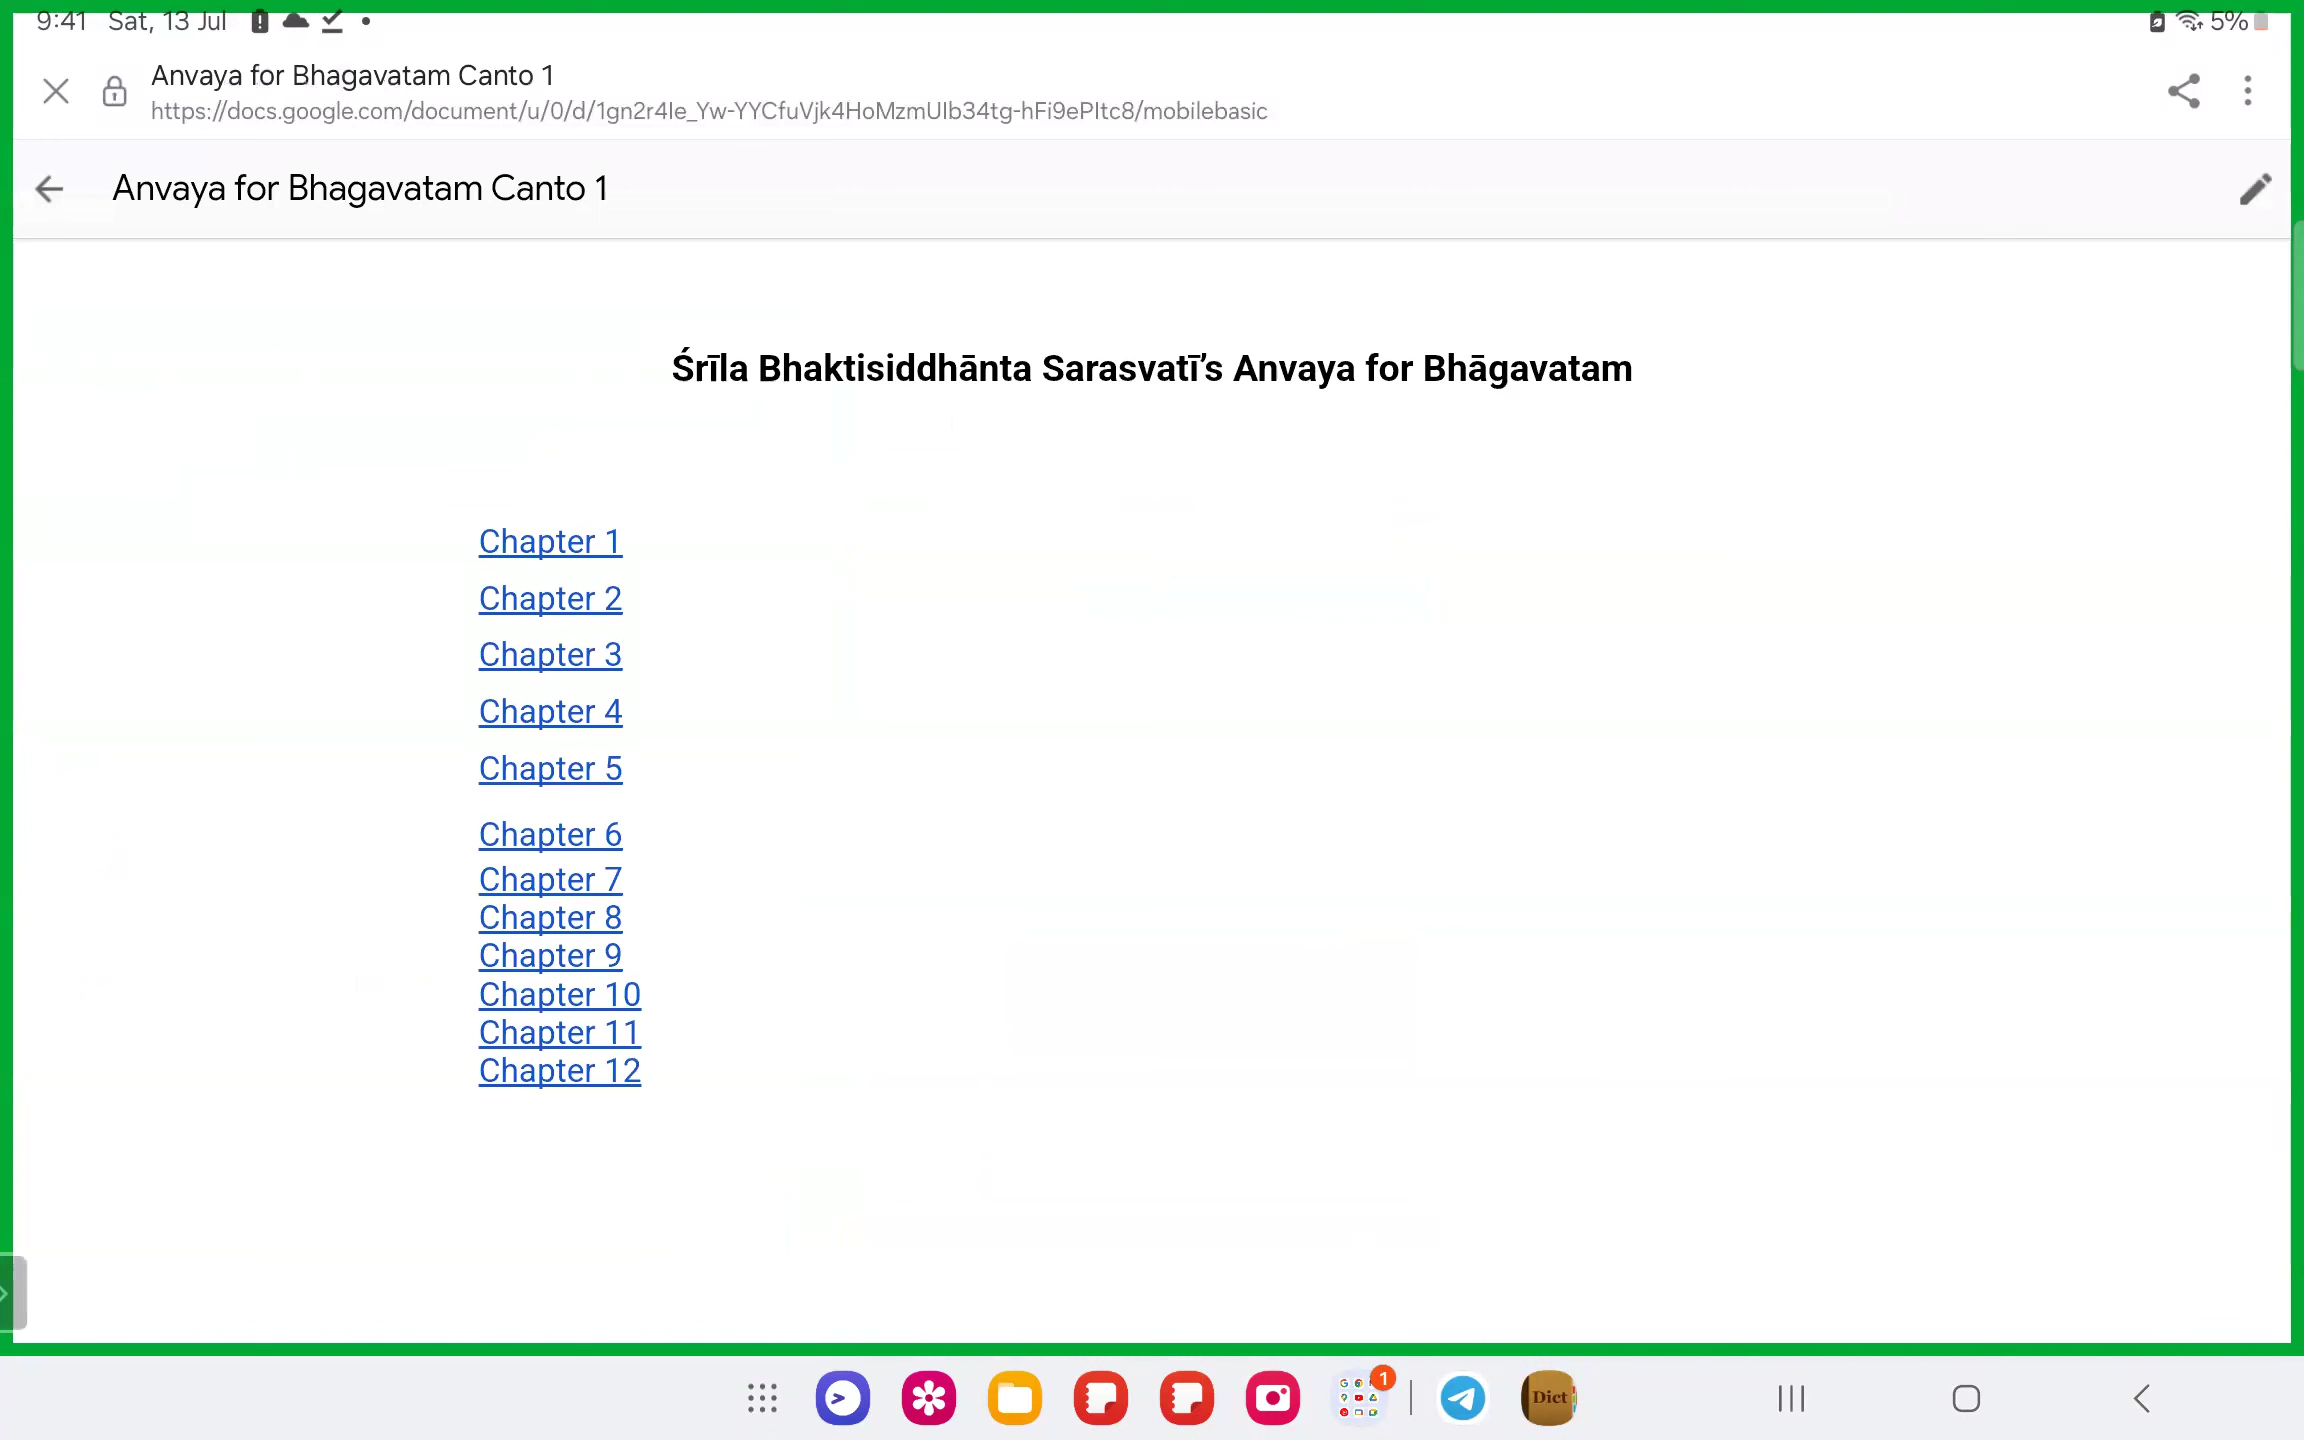 9:41 Sat, 13 Jul
5%
Anvaya for Bhagavatam Canto 1
https://docs.google.com/document/u/0/d/1gn2r4Ie_Yw-YYCfuVjk4HoMzmUIb34tg-hFi9ePItc8/mobilebasic
Anvaya for Bhagavatam Canto 1
Śrīla Bhaktisiddhānta Sarasvatī’s Anvaya for Bhāgavatam
Chapter 1
Chapter 2
Chapter 3
Chapter 4
Chapter 5
Chapter 6
Chapter 7
Chapter 8
Chapter 9
Chapter 10
Chapter 11
Chapter 12
1
Dict